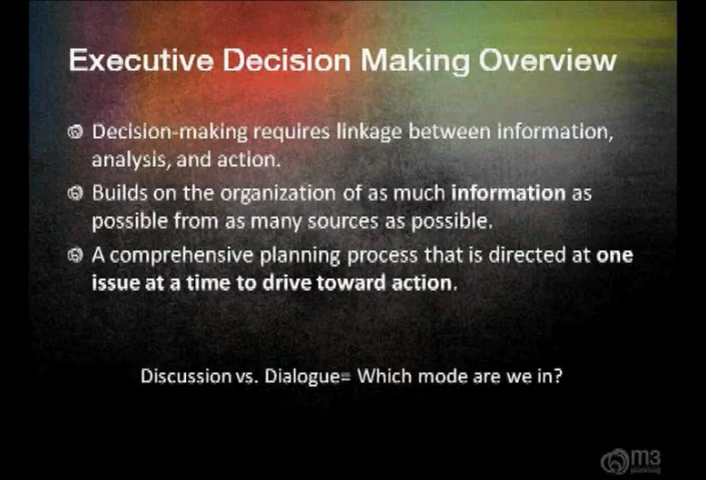 Executive Decision Making Overview
Decision-making requires linkage between information,
analysis, and action.
Builds on the organization of as much information as
possible from as many sources as possible.
A comprehensive planning process that is directed at one
issue at a time to drive toward action.
Discussion vs. Dialogue= Which mode are we in?
m3
planning